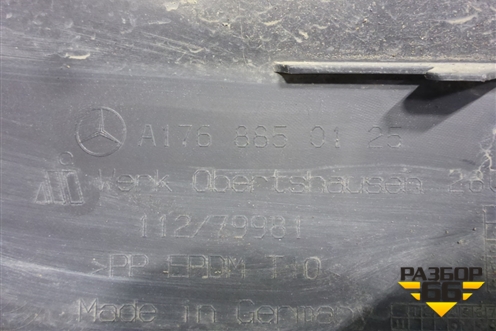 A176 885 01 25
Werk Obertshausen
112/79981
>PP EPDM T10
Made in Germany
РАЗБОР
66